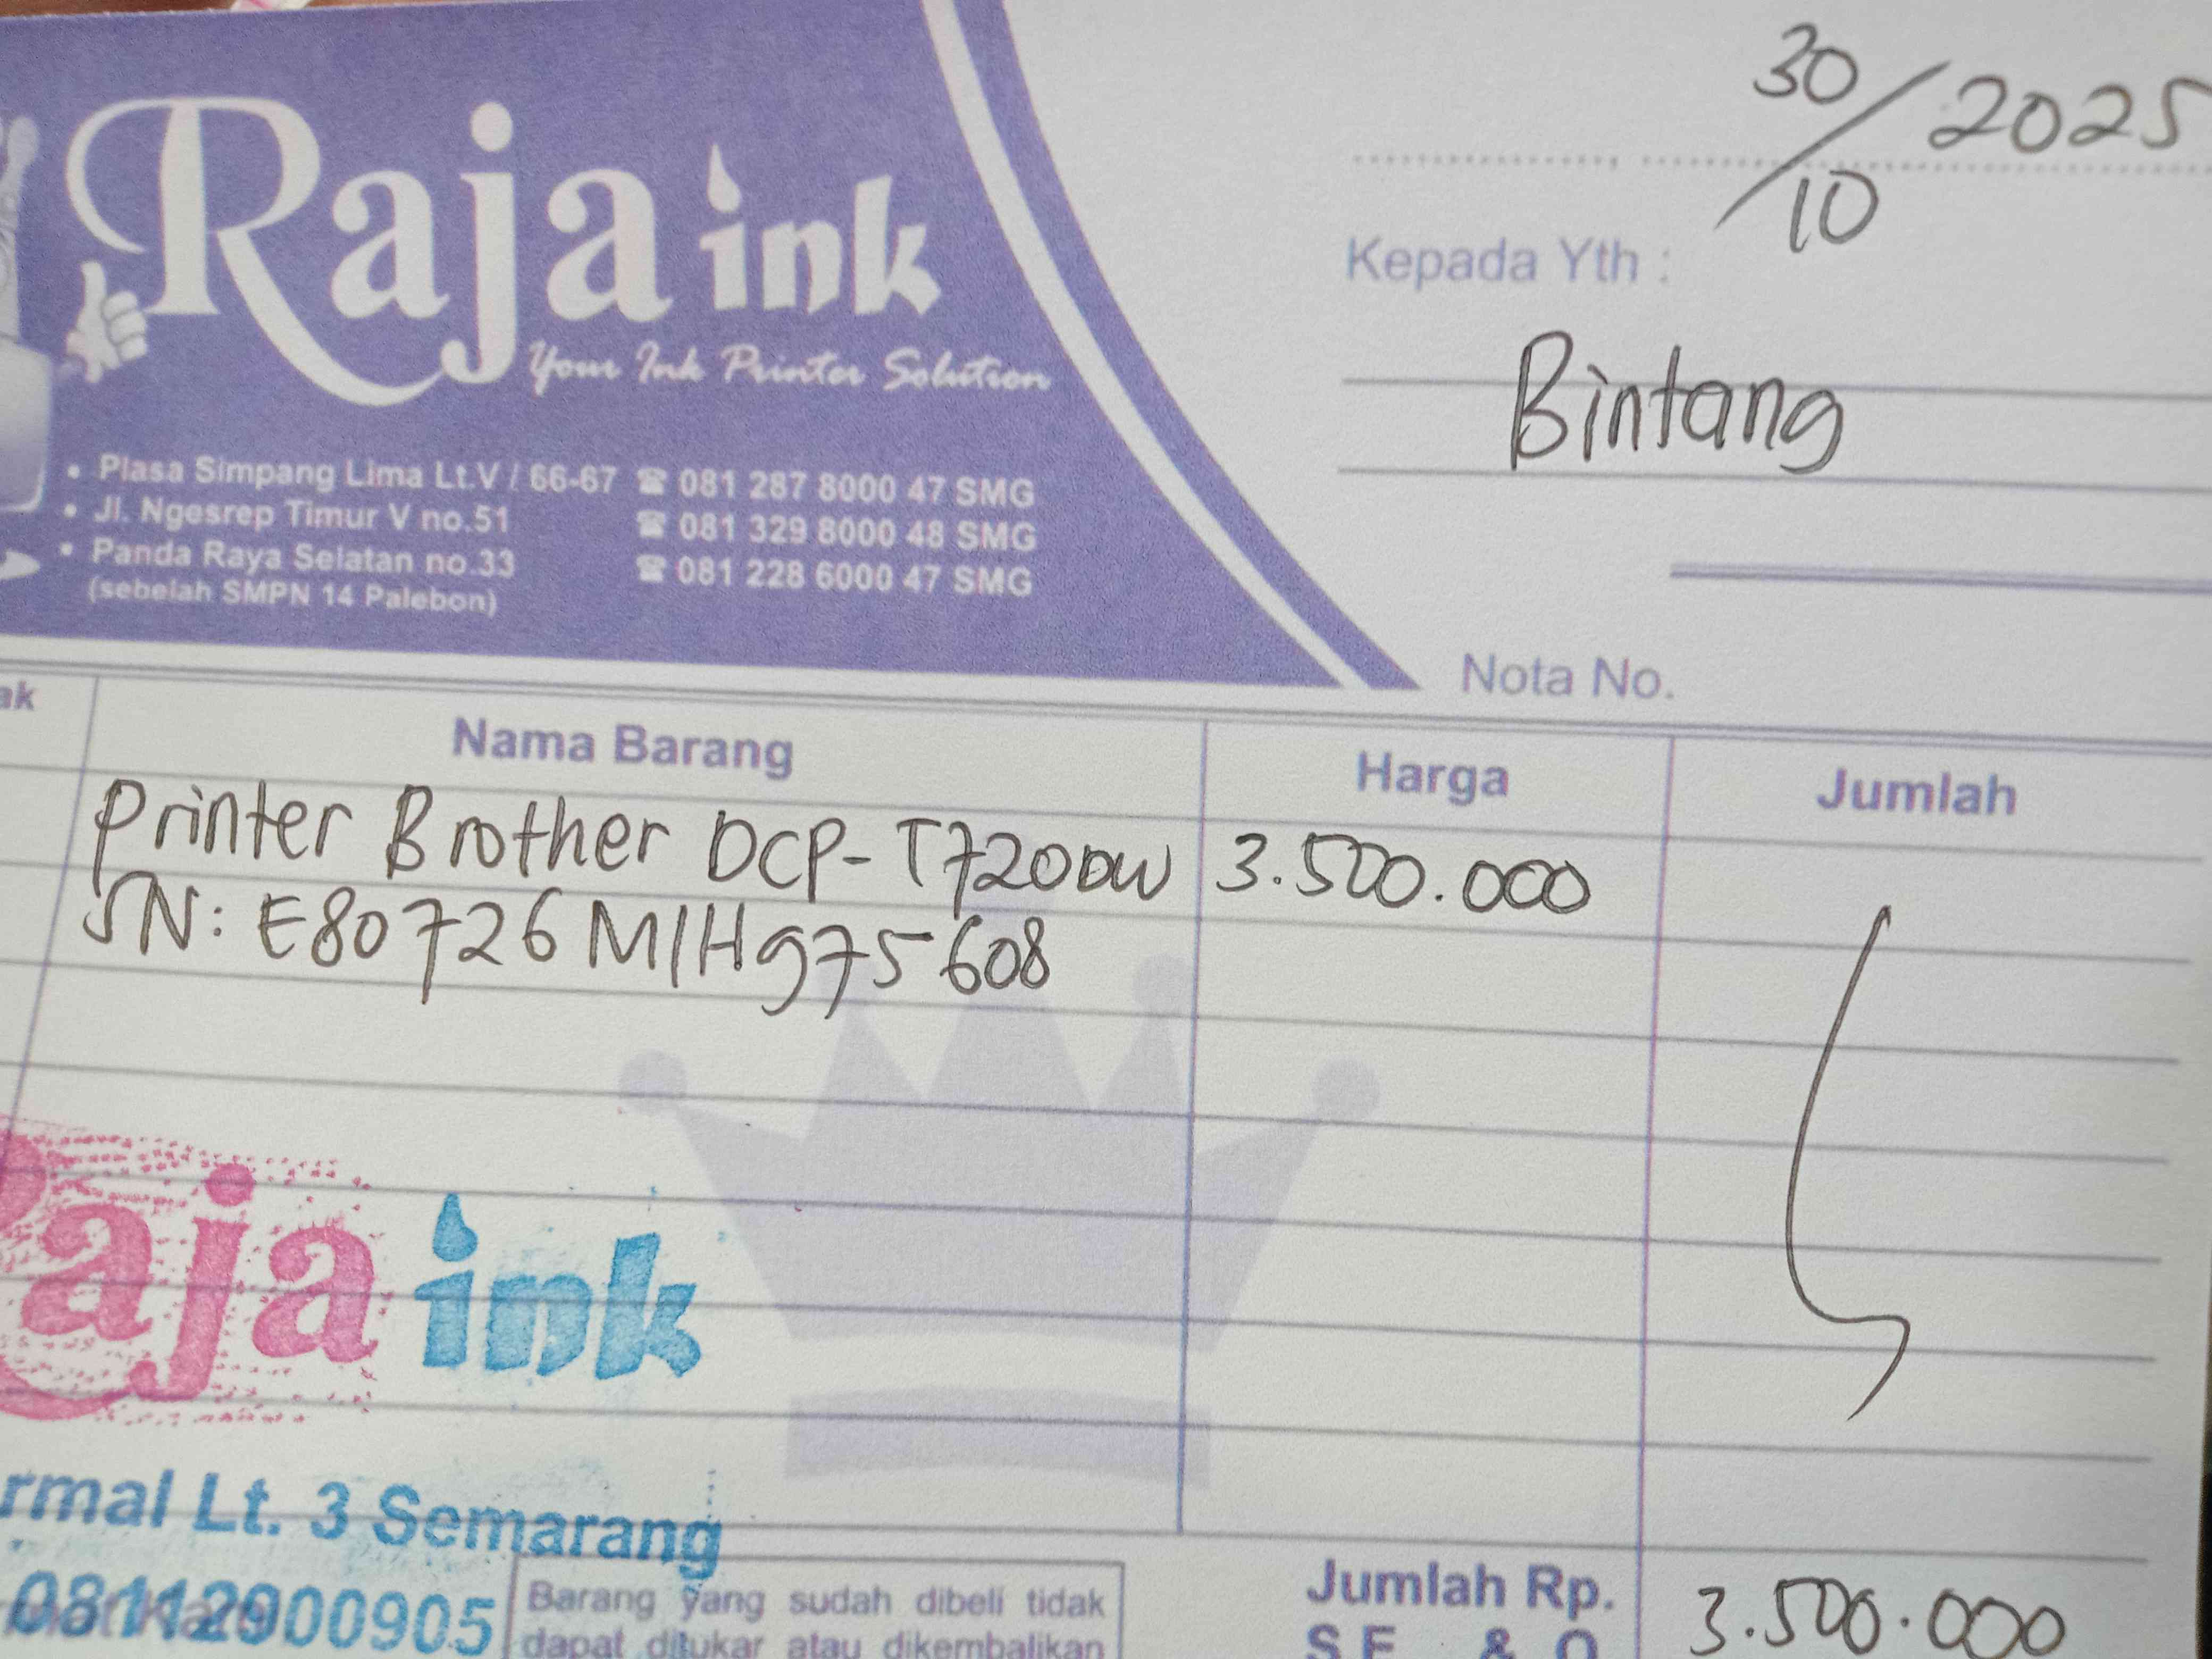 Raja ink
Your Ink Printer Solution
• Plasa Simpang Lima Lt.V / 66-67 ☎ 081 287 8000 47 SMG
• Jl. Ngesrep Timur V no.51 ☎ 081 329 8000 48 SMG
• Panda Raya Selatan no.33 ☎ 081 228 6000 47 SMG
(sebelah SMPN 14 Palebon)
30/10/2025
Kepada Yth :
Bintang
Nota No.
ak Nama Barang Harga Jumlah
Printer Brother DCP-T720DW 3.500.000
SN: E80726M1H975608
Raja ink
rmal Lt. 3 Semarang
08112900905
Barang yang sudah dibeli tidak
dapat ditukar atau dikembalikan
Jumlah Rp. 3.500.000
S E & O